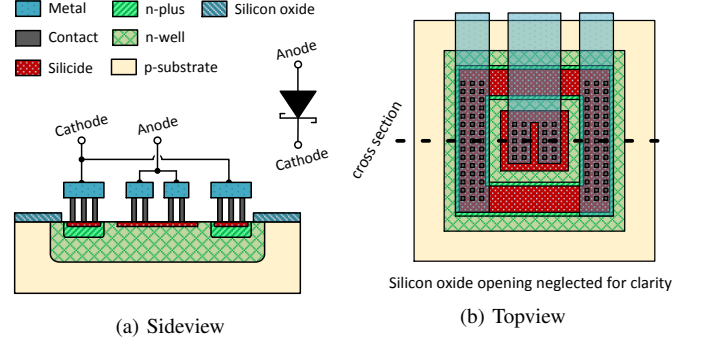 Metal
n-plus
Silicon oxide
Contact
n-well
Silicide
p-substrate
Anode
Cathode
Cathode
Anode
cross section
Silicon oxide opening neglected for clarity
(a) Sideview
(b) Topview